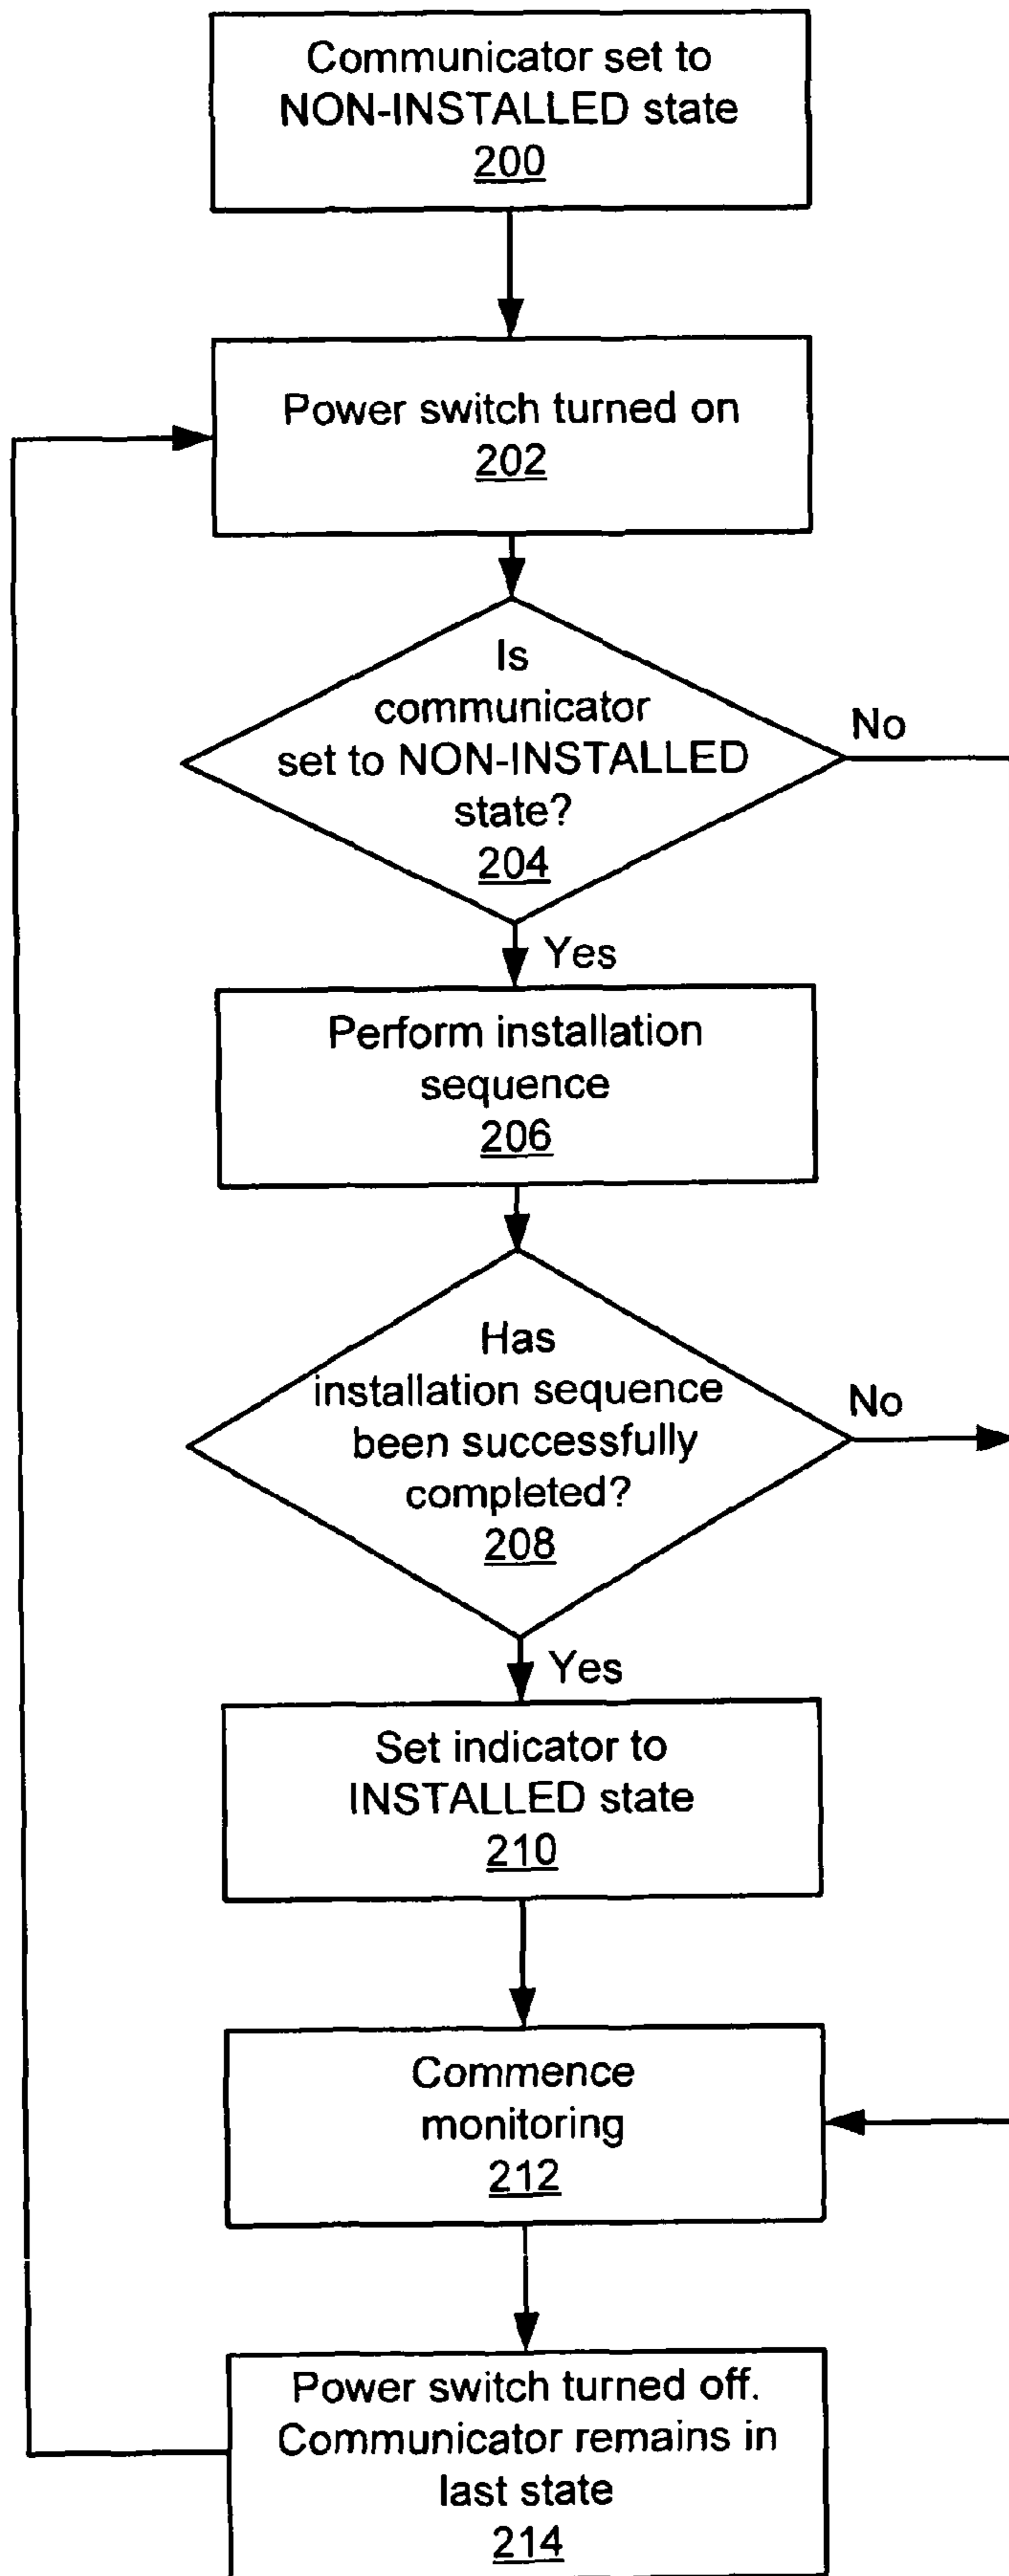 Communicator set to
NON-INSTALLED state
200
Power switch turned on
202
Is
communicator
set to NON-INSTALLED
state?
204
No
Yes
Perform installation
sequence
206
Has
installation sequence
been successfully
completed?
208
No
Yes
Set indicator to
INSTALLED state
210
Commence
monitoring
212
Power switch turned off.
Communicator remains in
last state
214